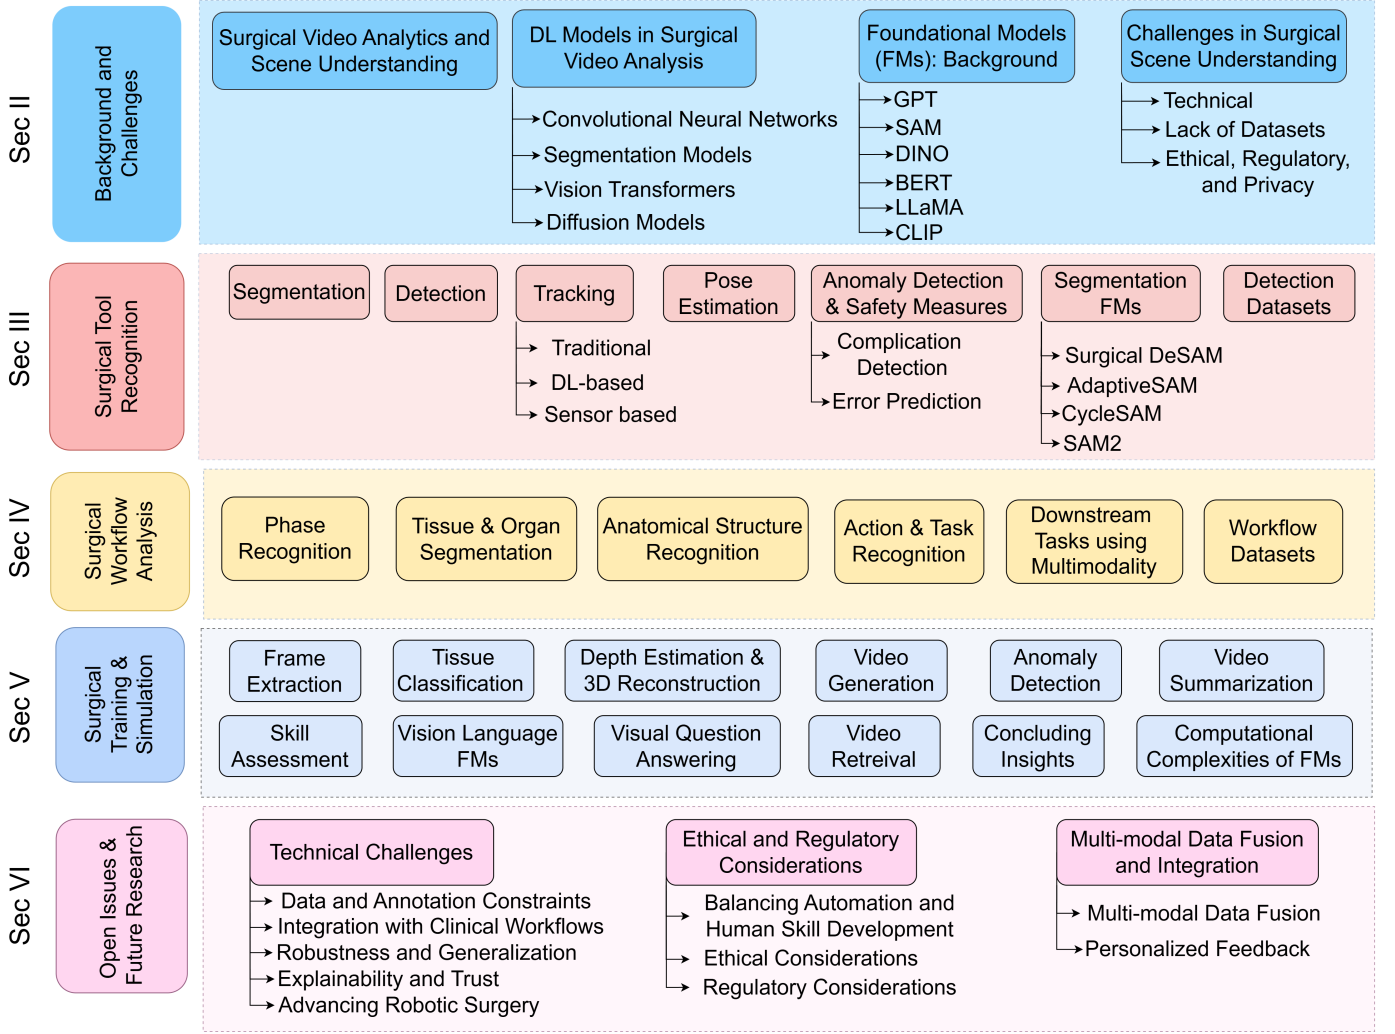 Sec II
Background and
Challenges
Surgical Video Analytics and
Scene Understanding
DL Models in Surgical
Video Analysis
Convolutional Neural Networks
Segmentation Models
Vision Transformers
Diffusion Models
Foundational Models
(FMs): Background
GPT
SAM
DINO
BERT
LLaMA
CLIP
Challenges in Surgical
Scene Understanding
Technical
Lack of Datasets
Ethical, Regulatory,
and Privacy
Sec III
Surgical Tool
Recognition
Segmentation
Detection
Tracking
Traditional
DL-based
Sensor based
Pose
Estimation
Anomaly Detection
& Safety Measures
Complication
Detection
Error Prediction
Segmentation
FMs
Surgical DeSAM
AdaptiveSAM
CycleSAM
SAM2
Detection
Datasets
Sec IV
Surgical
Workflow
Analysis
Phase
Recognition
Tissue & Organ
Segmentation
Anatomical Structure
Recognition
Action & Task
Recognition
Downstream
Tasks using
Multimodality
Workflow
Datasets
Sec V
Surgical
Training &
Simulation
Frame
Extraction
Tissue
Classification
Depth Estimation &
3D Reconstruction
Video
Generation
Anomaly
Detection
Video
Summarization
Skill
Assessment
Vision Language
FMs
Visual Question
Answering
Video
Retreival
Concluding
Insights
Computational
Complexities of FMs
Sec VI
Open Issues &
Future Research
Technical Challenges
Data and Annotation Constraints
Integration with Clinical Workflows
Robustness and Generalization
Explainability and Trust
Advancing Robotic Surgery
Ethical and Regulatory
Considerations
Balancing Automation and
Human Skill Development
Ethical Considerations
Regulatory Considerations
Multi-modal Data Fusion
and Integration
Multi-modal Data Fusion
Personalized Feedback